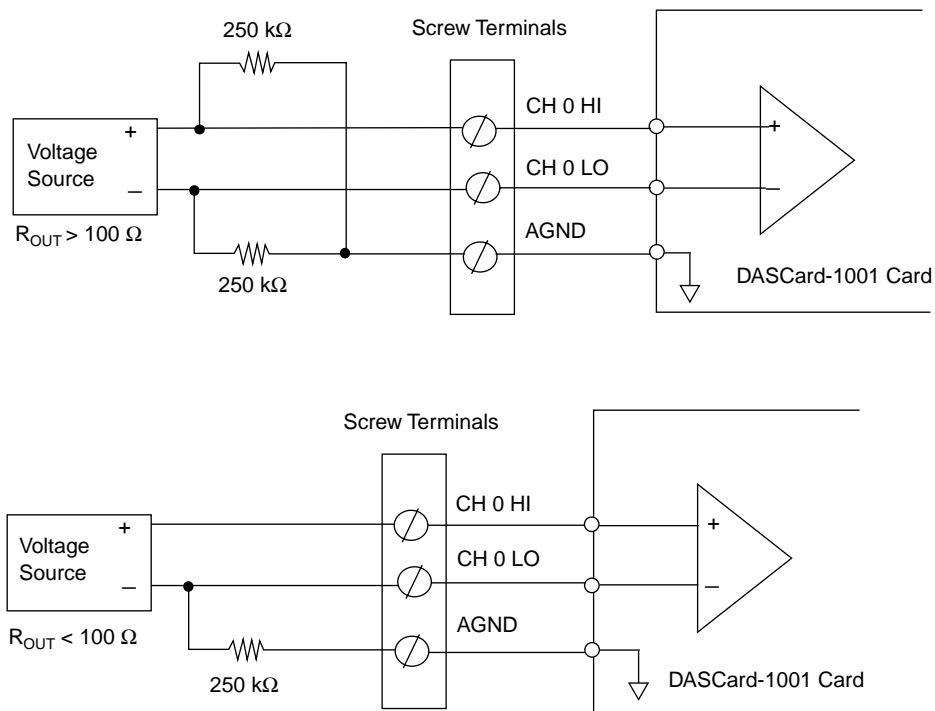 250 kΩ
Screw Terminals
CH 0 HI
+
+
Voltage
Source
CH 0 LO
–
–
R_OUT > 100 Ω
AGND
250 kΩ
DASCard-1001 Card
Screw Terminals
CH 0 HI
+
+
Voltage
Source
CH 0 LO
–
–
R_OUT < 100 Ω
AGND
250 kΩ
DASCard-1001 Card